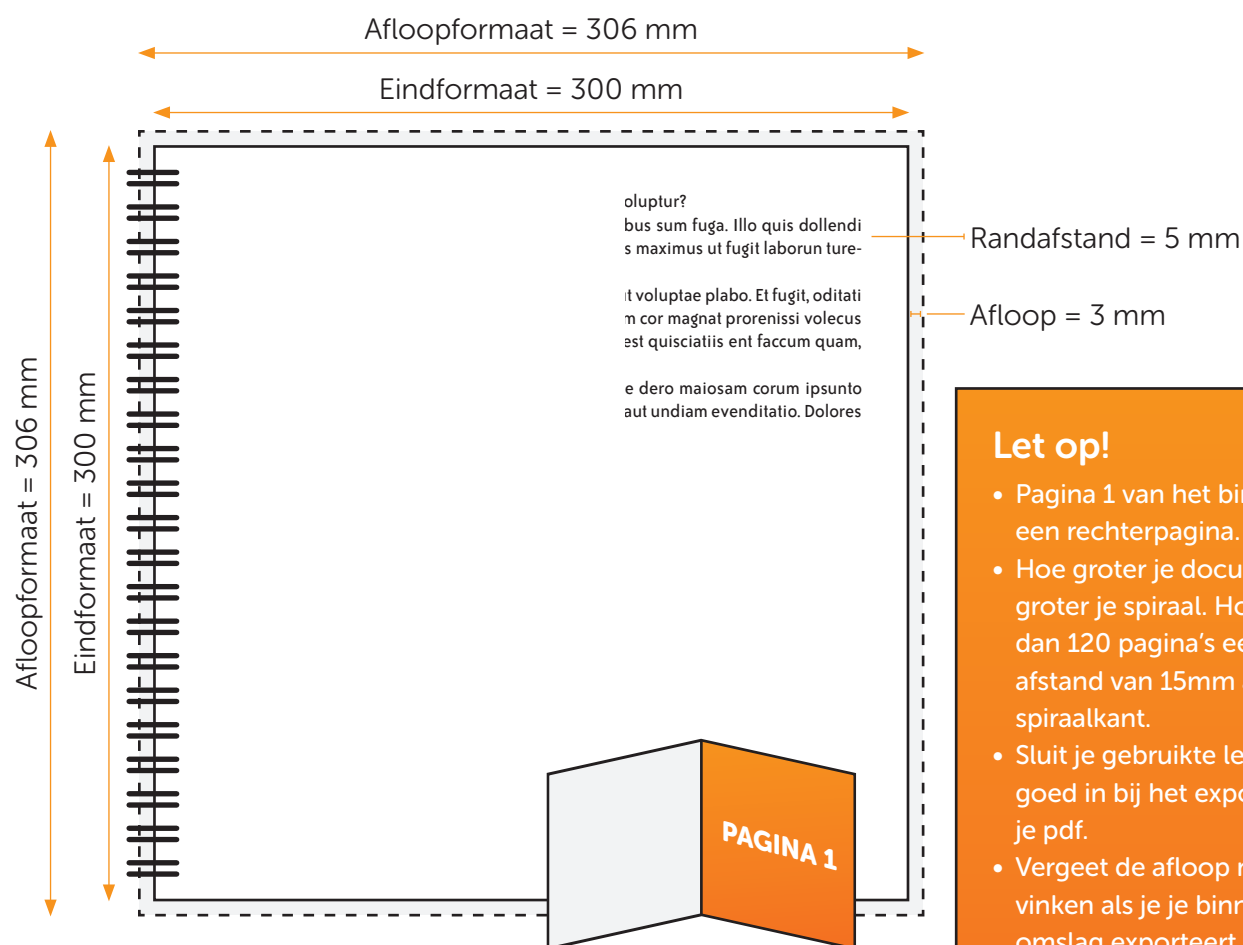 Afloopformaat = 306 mm
Eindformaat = 300 mm
Afloopformaat = 306 mm
Eindformaat = 300 mm
oluptur?
bus sum fuga. Illo quis dollendi
s maximus ut fugit laborun ture-
t voluptae plabo. Et fugit, oditati
m cor magnat prorenissi volecus
est quisciatiis ent faccum quam,
e dero maiosam corum ipsunto
aut undiam evenditatio. Dolores
Randafstand = 5 mm
Afloop = 3 mm
Let op!
• Pagina 1 van het bin
een rechterpagina.
• Hoe groter je docu
groter je spiraal. Ho
dan 120 pagina's ee
afstand van 15mm
spiraalkant.
• Sluit je gebruikte le
goed in bij het expo
je pdf.
• Vergeet de afloop n
vinken als je je binn
omslag exporteert
PAGINA 1